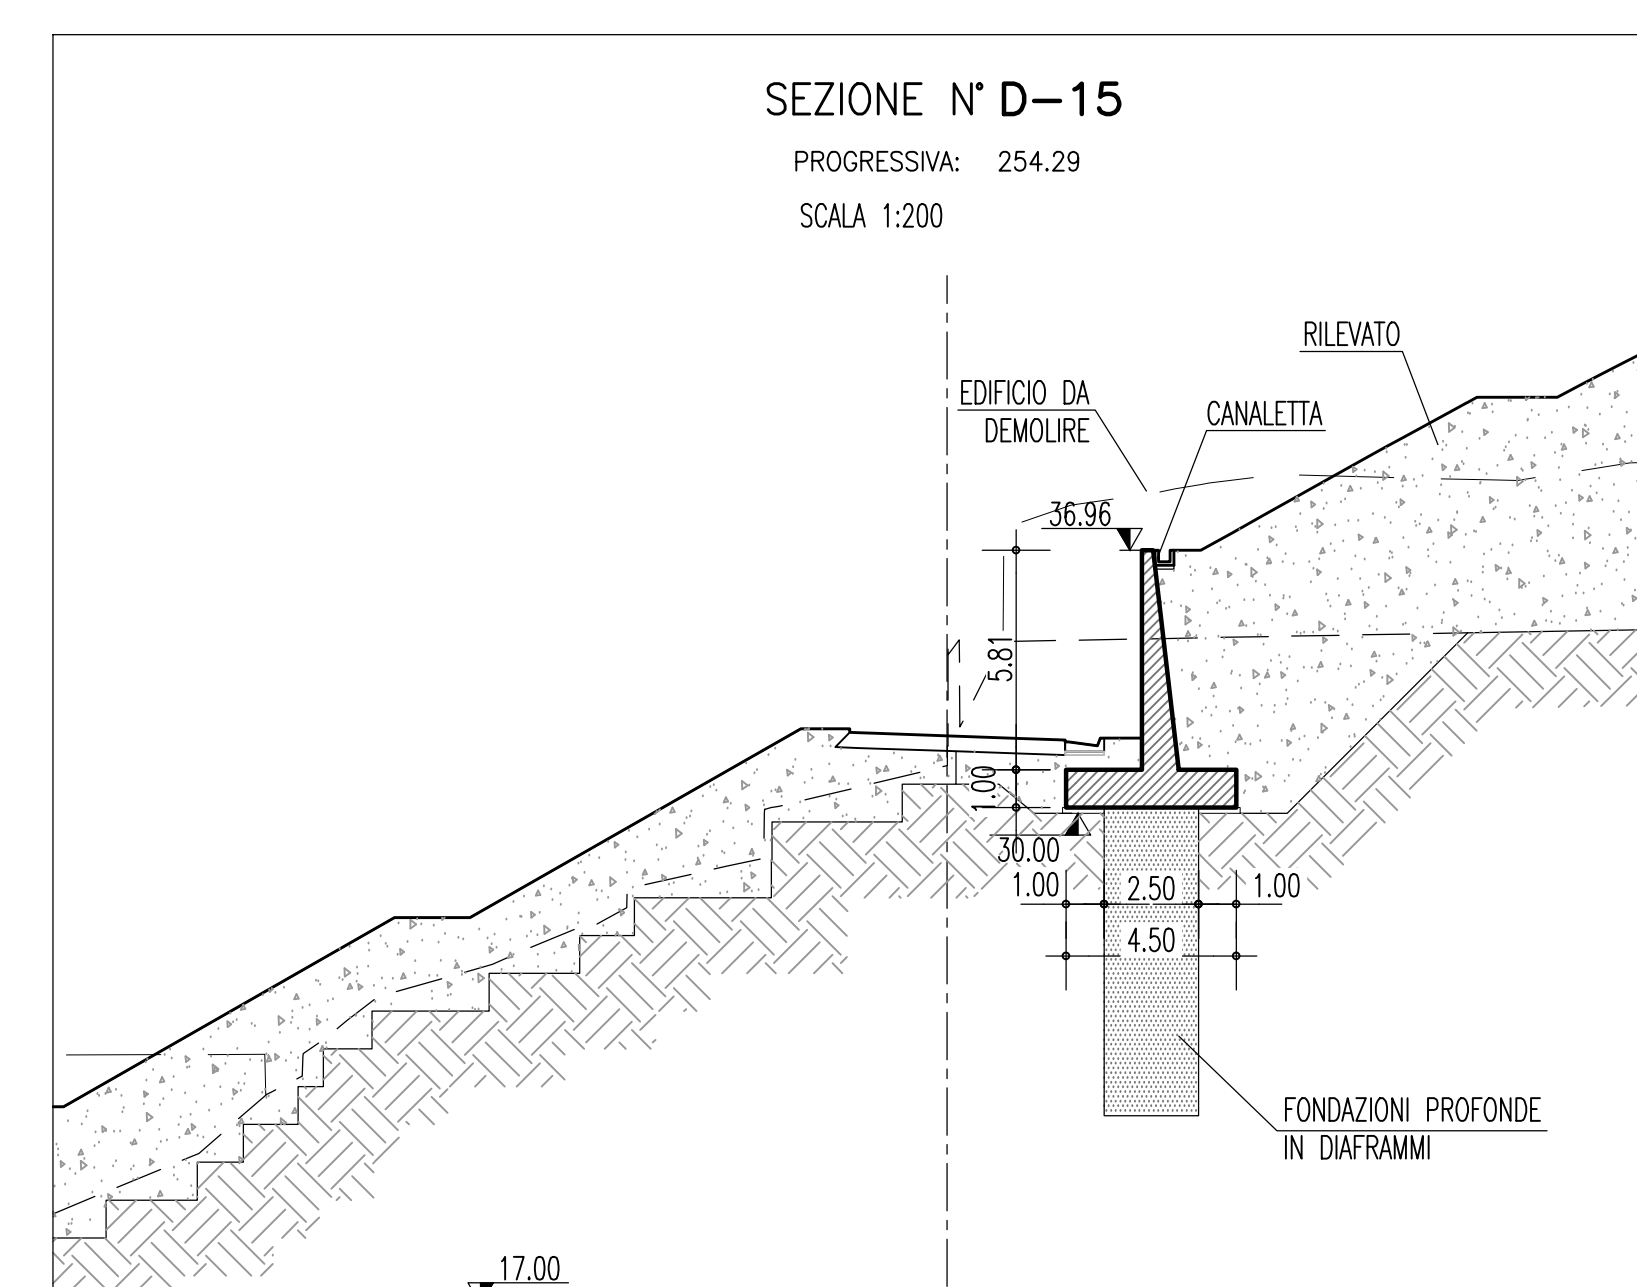 SEZIONE N° D-15
PROGRESSIVA: 254.29
SCALA 1:200
RILEVATO
EDIFICIO DA
DEMOLIRE
CANALETTA
36.96
5.81
1.00
30.00
1.00 2.50 1.00
4.50
FONDAZIONI PROFONDE
IN DIAFRAMMI
17.00